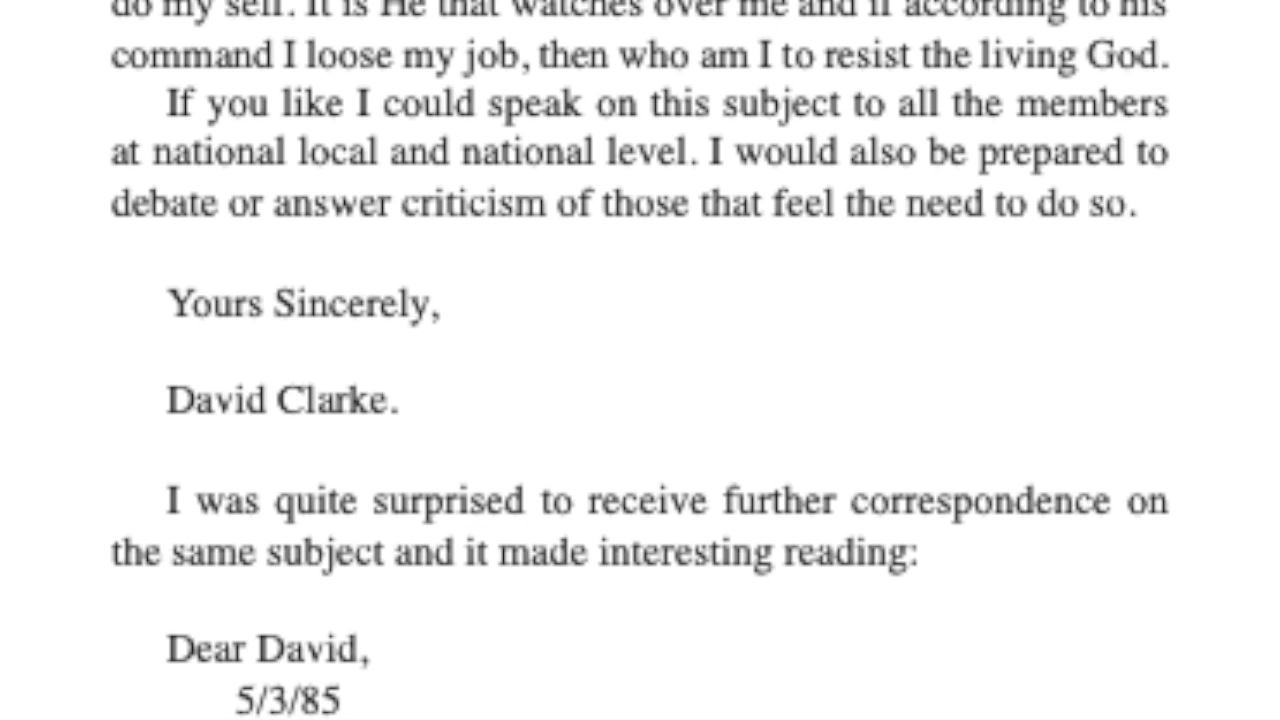 do my self. It is He that watches over me and if according to his
command I loose my job, then who am I to resist the living God.
If you like I could speak on this subject to all the members
at national local and national level. I would also be prepared to
debate or answer criticism of those that feel the need to do so.
Yours Sincerely,
David Clarke.
I was quite surprised to receive further correspondence on
the same subject and it made interesting reading:
Dear David,
5/3/85